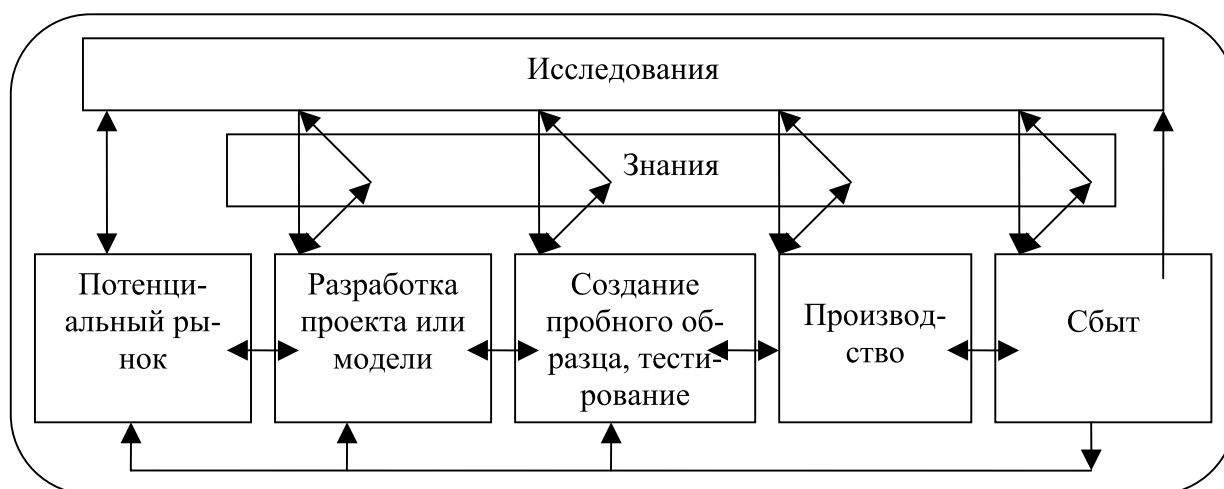 Исследования
Знания
Потенци-
альный ры-
нок
Разработка
проекта или
модели
Создание
пробного об-
разца, тести-
рование
Производ-
ство
Сбыт